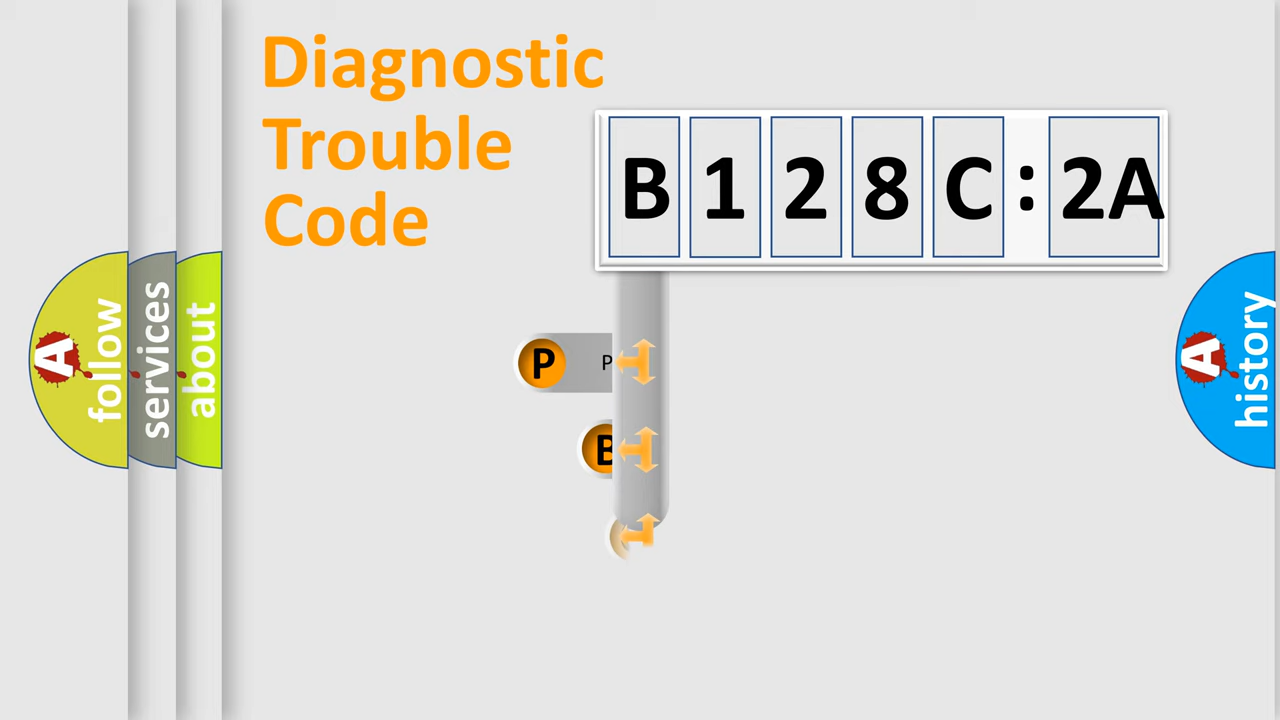 Diagnostic
Trouble
Code
B 1 2 8 C : 2A
P P
B
A follow
services
about
A history